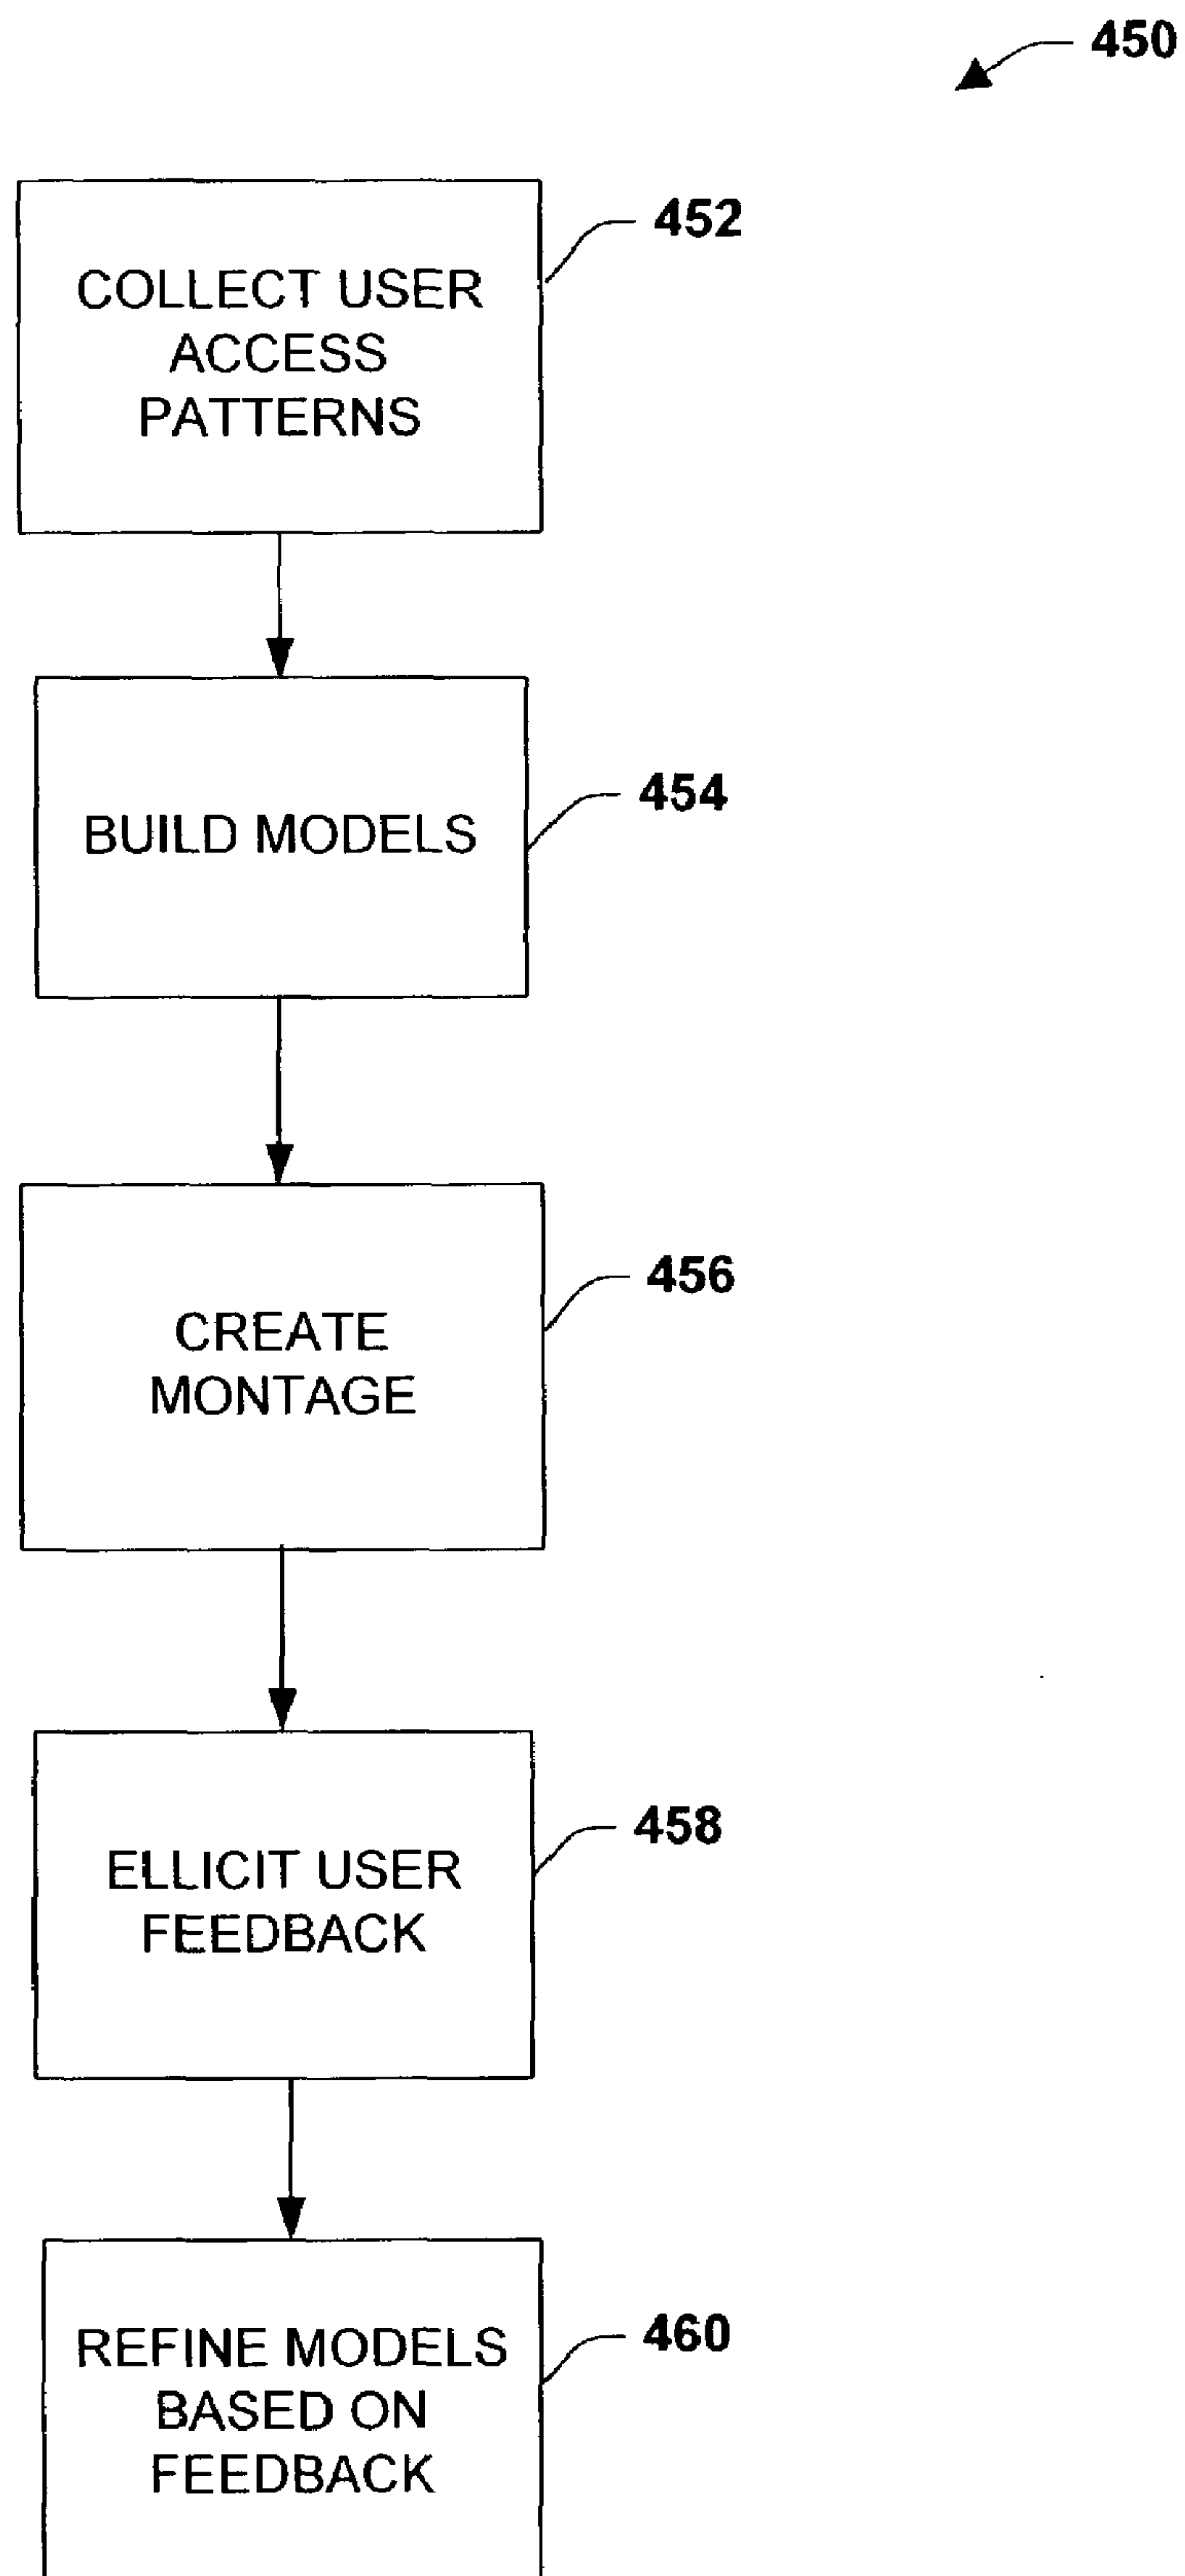 450
COLLECT USER
ACCESS
PATTERNS
452
BUILD MODELS
454
CREATE
MONTAGE
456
ELLICIT USER
FEEDBACK
458
REFINE MODELS
BASED ON
FEEDBACK
460